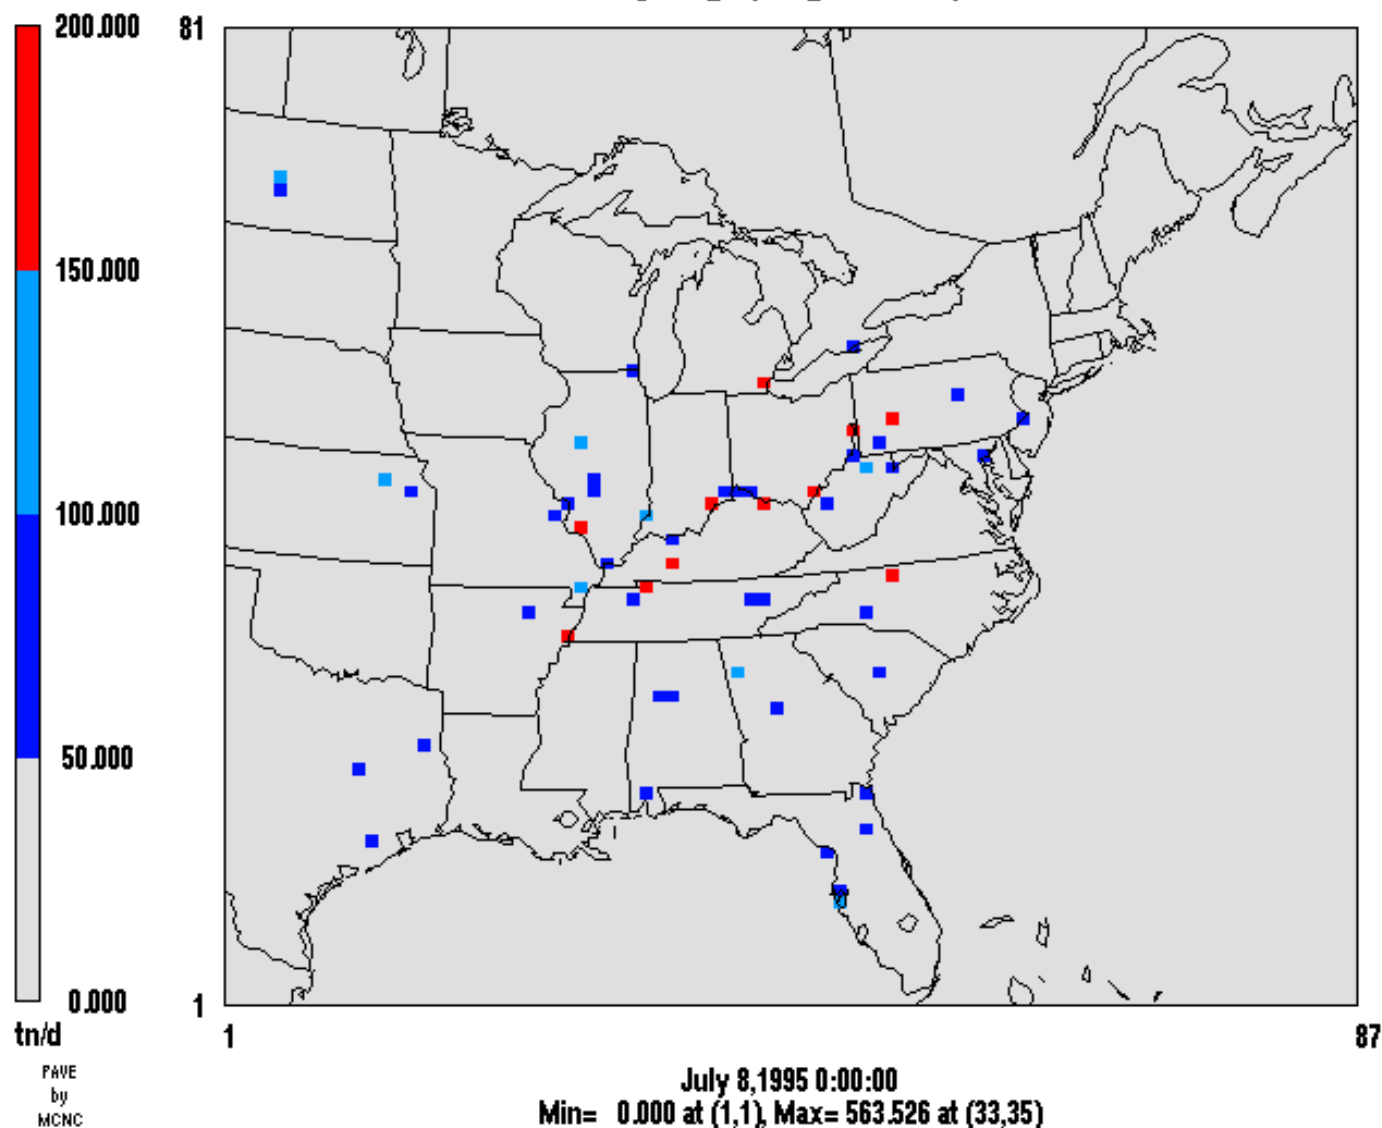 200.000
81
150.000
100.000
50.000
0.000
1
tn/d
1
87
PAVE
by
MCNC
July 8,1995 0:00:00
Min= 0.000 at (1,1), Max= 563.526 at (33,35)